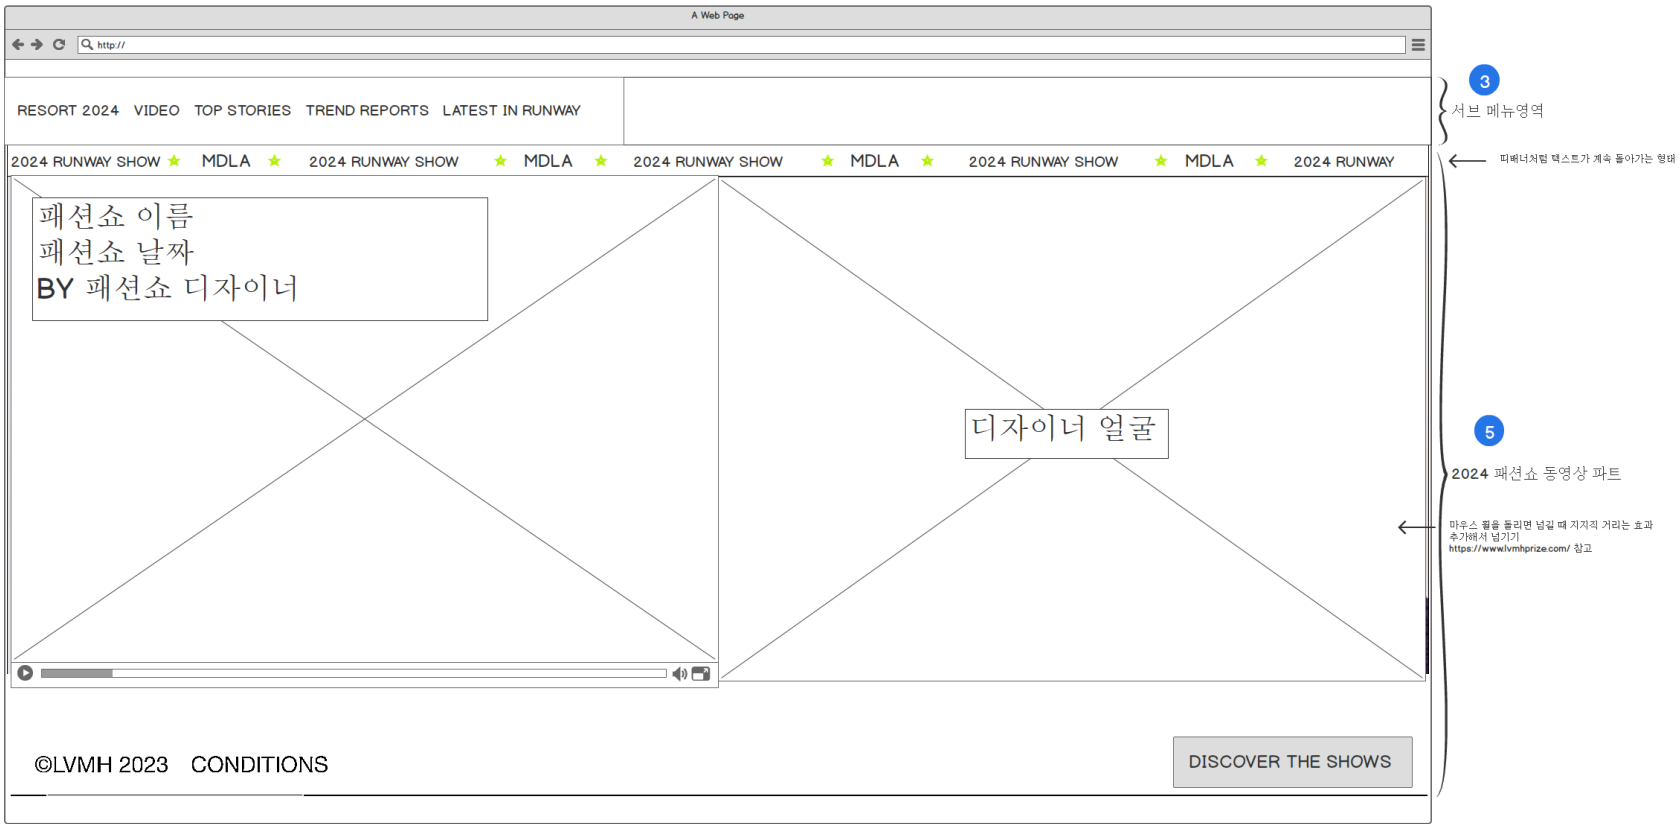 A Web Page
http://
3
서브 메뉴영역
RESORT 2024 VIDEO TOP STORIES TREND REPORTS LATEST IN RUNWAY
2024 RUNWAY SHOW MDLA 2024 RUNWAY SHOW MDLA 2024 RUNWAY SHOW MDLA 2024 RUNWAY SHOW MDLA 2024 RUNWAY
띠배너처럼 텍스트가 계속 돌아가는 형태
패션쇼 이름
패션쇼 날짜
BY 패션쇼 디자이너
디자이너 얼굴
5
2024 패션쇼 동영상 파트
마우스 휠을 돌리면 넘길 때 지지직 거리는 효과
추가해서 넘기기
https://www.lvmhprize.com/ 참고
©LVMH 2023 CONDITIONS
DISCOVER THE SHOWS